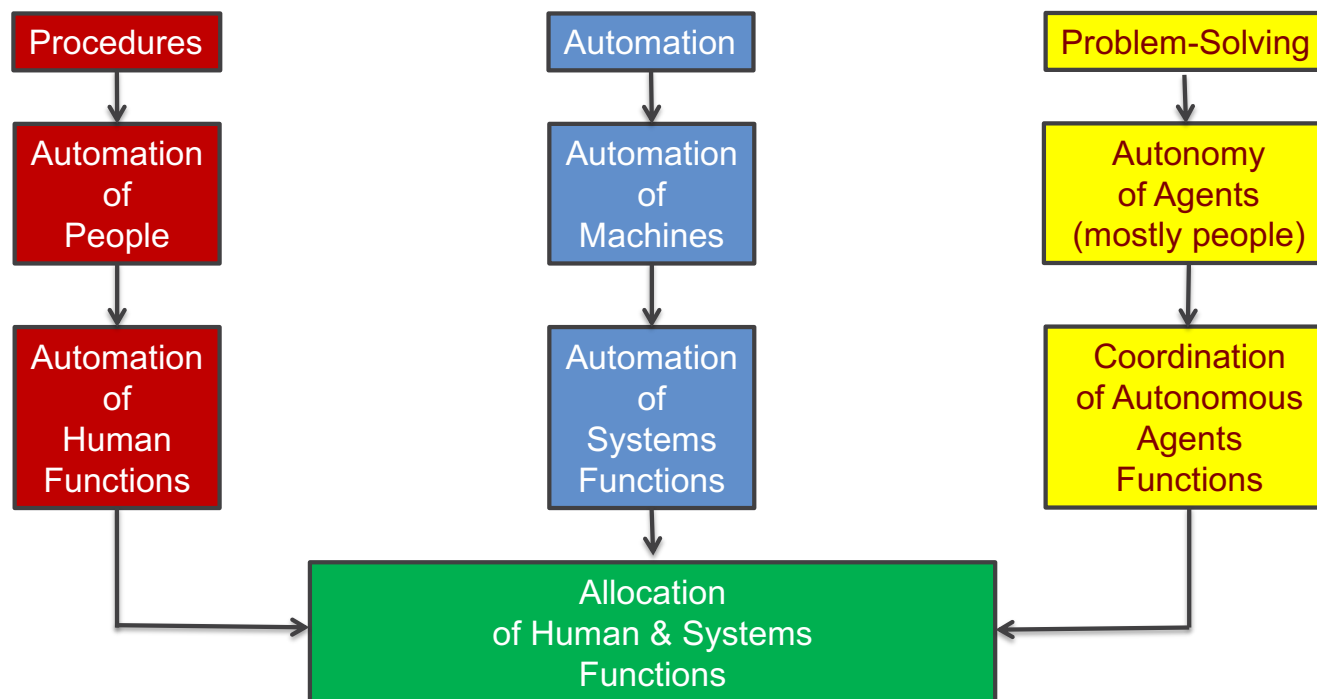 Procedures
Automation
Problem-Solving
Automation
of
People
Automation
of
Machines
Autonomy
of Agents
(mostly people)
Automation
of
Human
Functions
Automation
of
Systems
Functions
Coordination
of Autonomous
Agents
Functions
Allocation
of Human & Systems
Functions